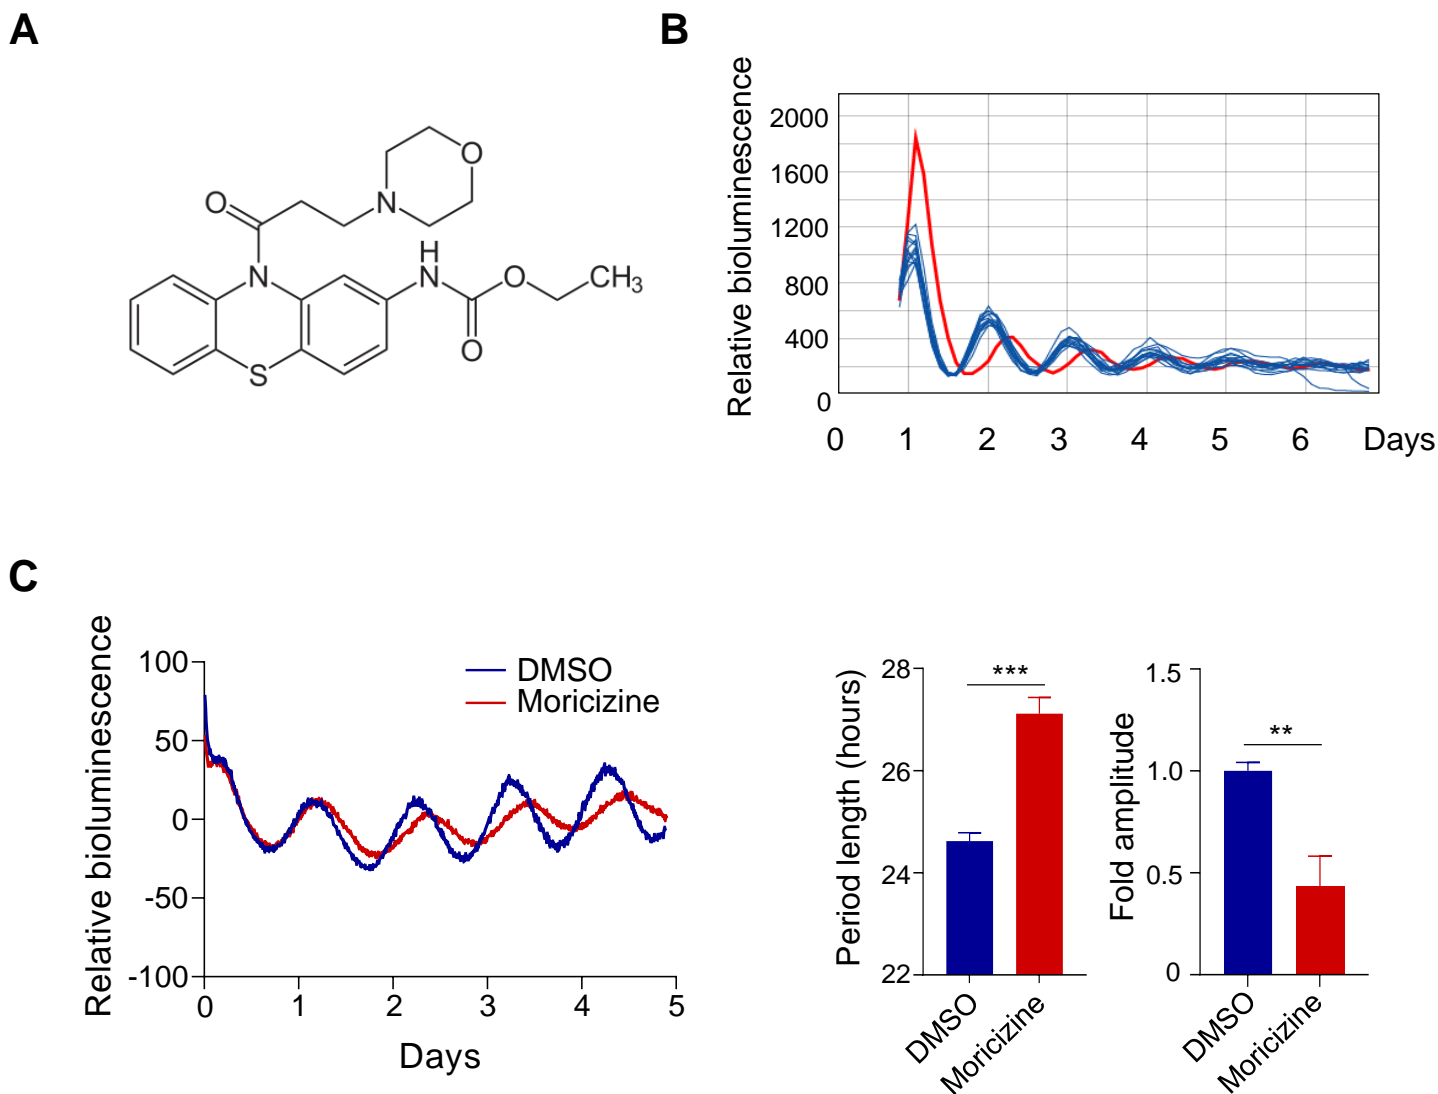 A
B
O
N
O
N
H
N
O
CH3
O
S
Relative bioluminescence
2000
1600
1200
800
400
0
0 1 2 3 4 5 6 Days
C
Relative bioluminescence
100
50
0
-50
-100
0 1 2 3 4 5
Days
DMSO
Moricizine
Period length (hours)
28
26
24
22
***
DMSO
Moricizine
Fold amplitude
1.5
1.0
0.5
0
**
DMSO
Moricizine